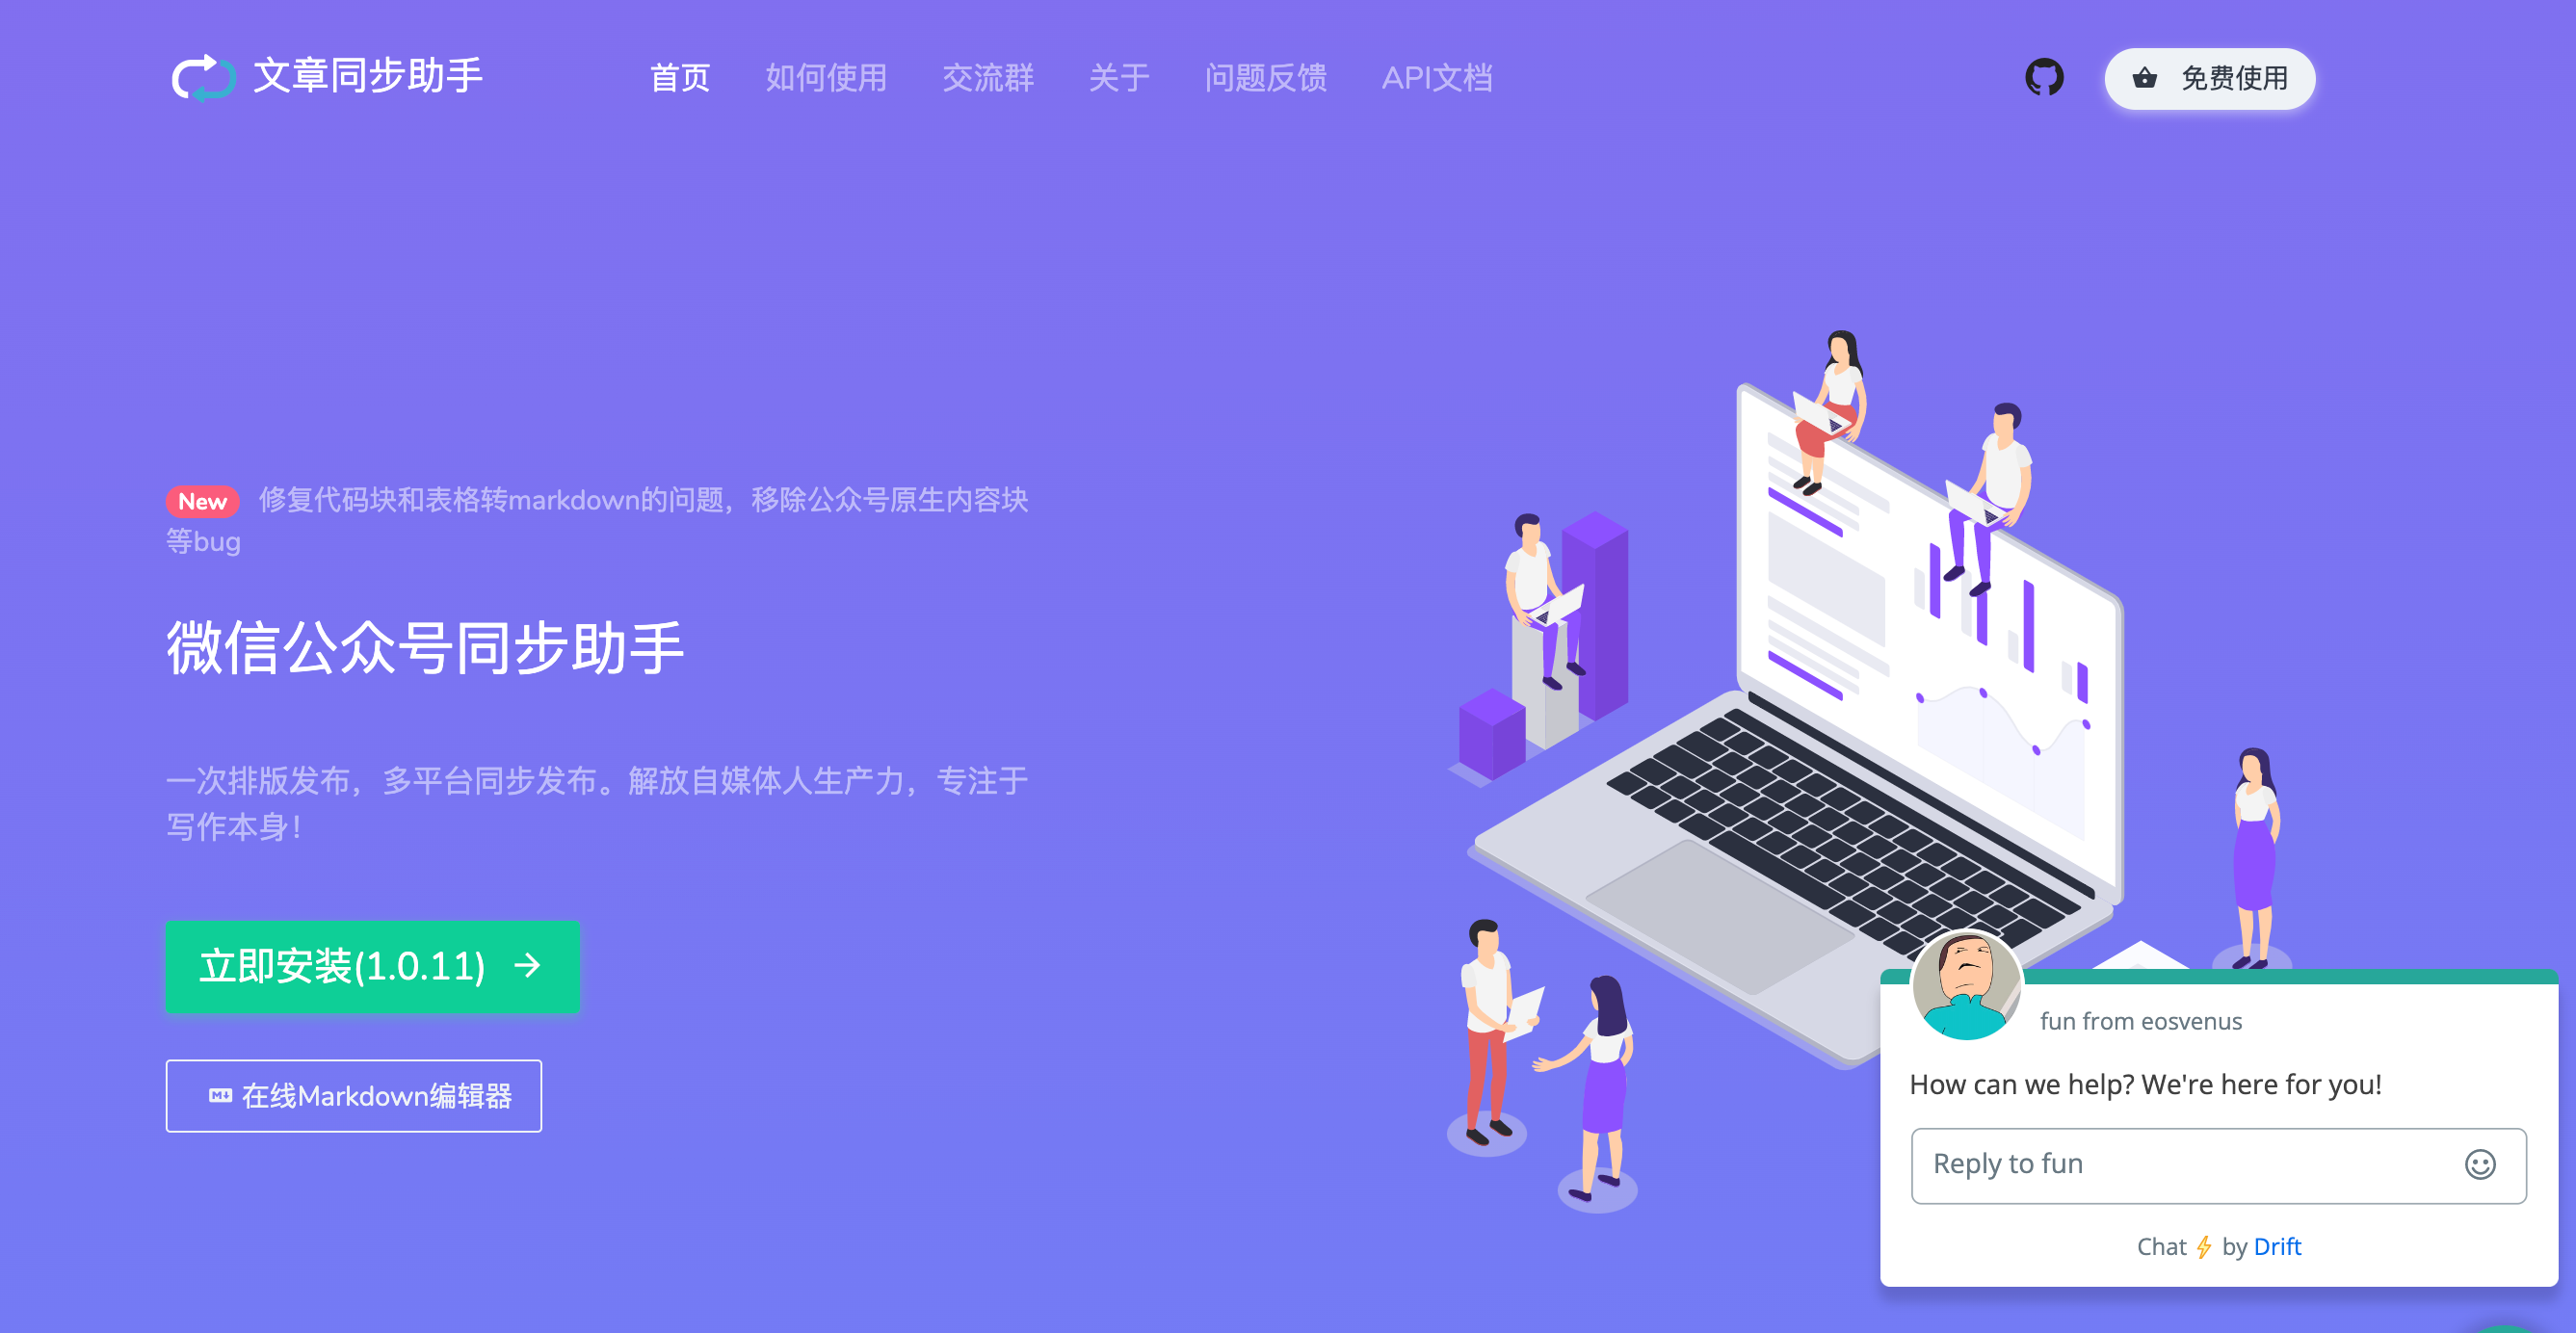 文章同步助手
首页 如何使用 交流群 关于 问题反馈 API文档
免费使用
New 修复代码块和表格转markdown的问题，移除公众号原生内容块
等bug
微信公众号同步助手
一次排版发布，多平台同步发布。解放自媒体人生产力，专注于
写作本身！
立即安装(1.0.11) →
在线Markdown编辑器
fun from eosvenus
How can we help? We're here for you!
Reply to fun
Chat ⚡ by Drift